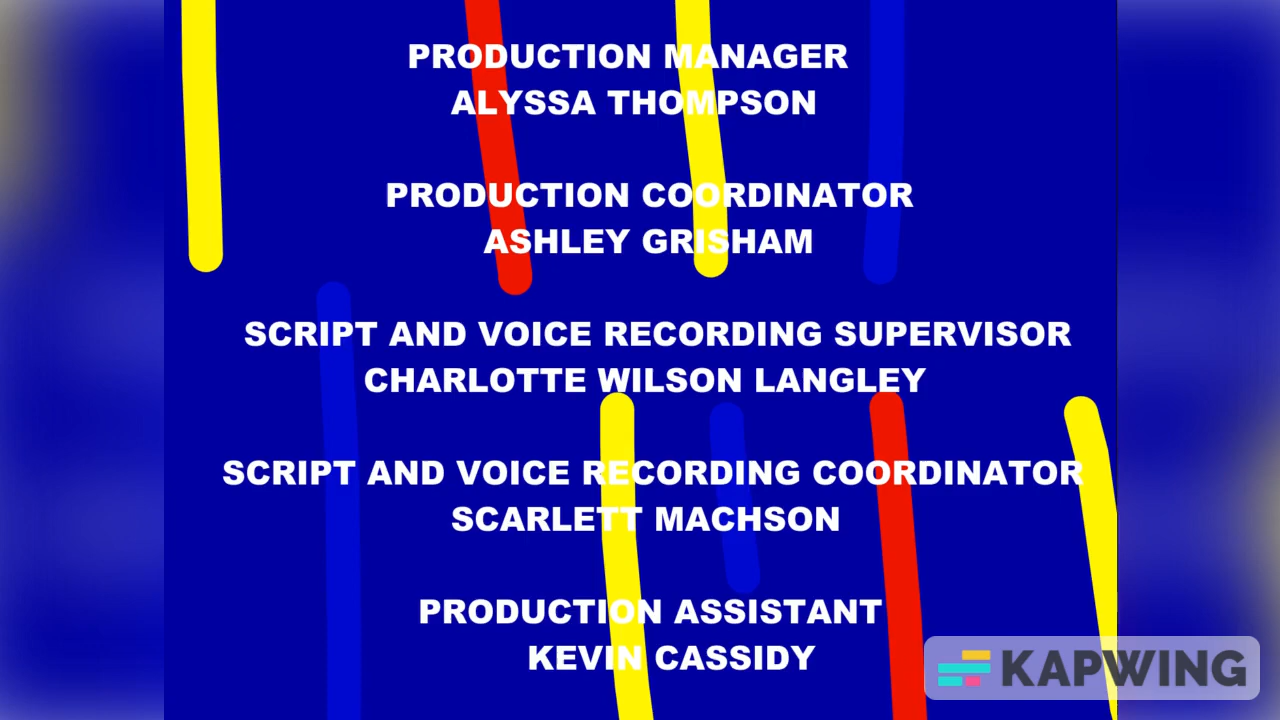 PRODUCTION MANAGER
ALYSSA THOMPSON
PRODUCTION COORDINATOR
ASHLEY GRISHAM
SCRIPT AND VOICE RECORDING SUPERVISOR
CHARLOTTE WILSON LANGLEY
SCRIPT AND VOICE RECORDING COORDINATOR
SCARLETT MACHSON
PRODUCTION ASSISTANT
KEVIN CASSIDY
KAPWING